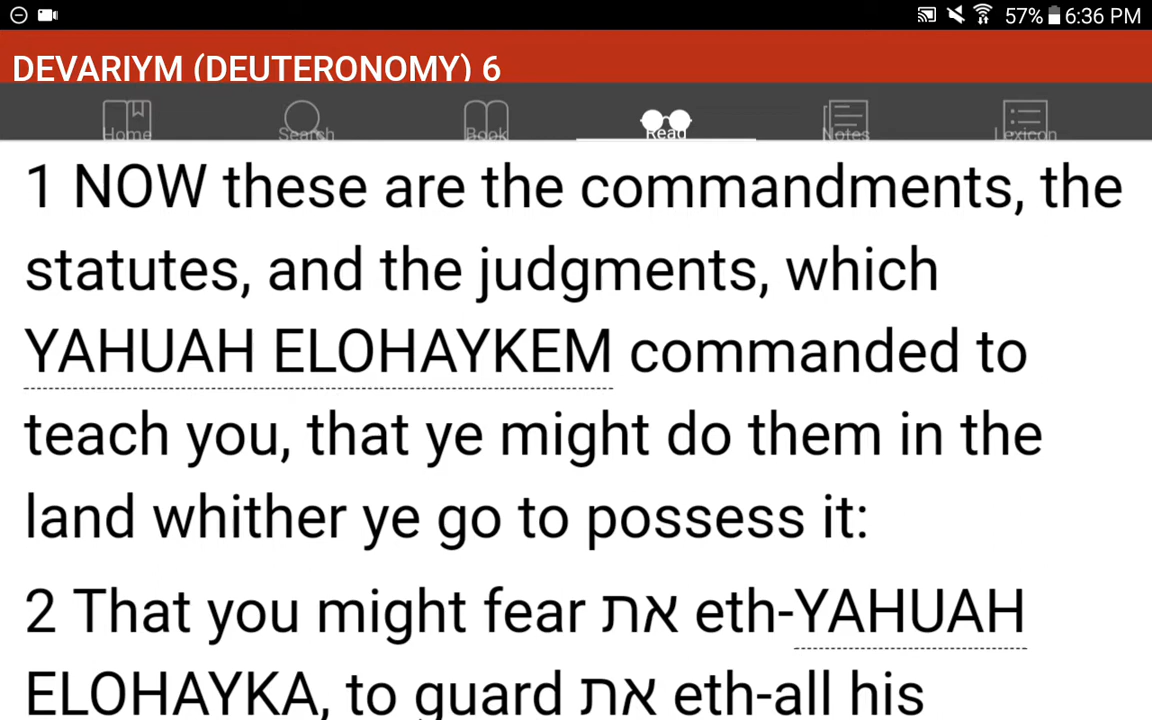 57% 6:36 PM
DEVARIYM (DEUTERONOMY) 6
Home Search Book Read Notes Lexicon
1 NOW these are the commandments, the
statutes, and the judgments, which
YAHUAH ELOHAYKEM commanded to
teach you, that ye might do them in the
land whither ye go to possess it:
2 That you might fear את eth-YAHUAH
ELOHAYKA, to guard את eth-all his